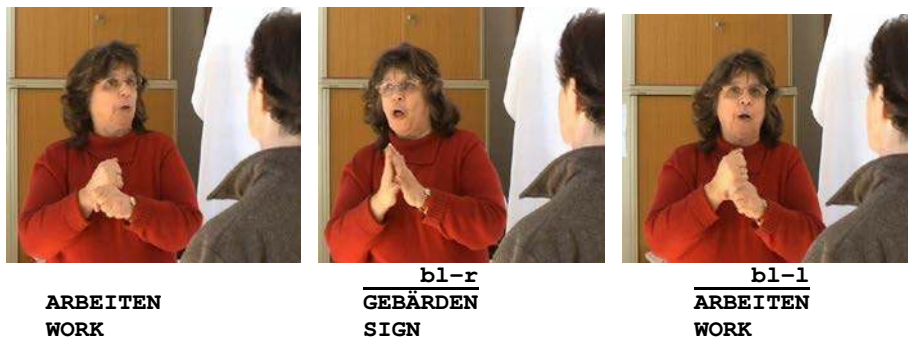 bl-r bl-l
ARBEITEN GEBÄRDEN ARBEITEN
WORK SIGN WORK